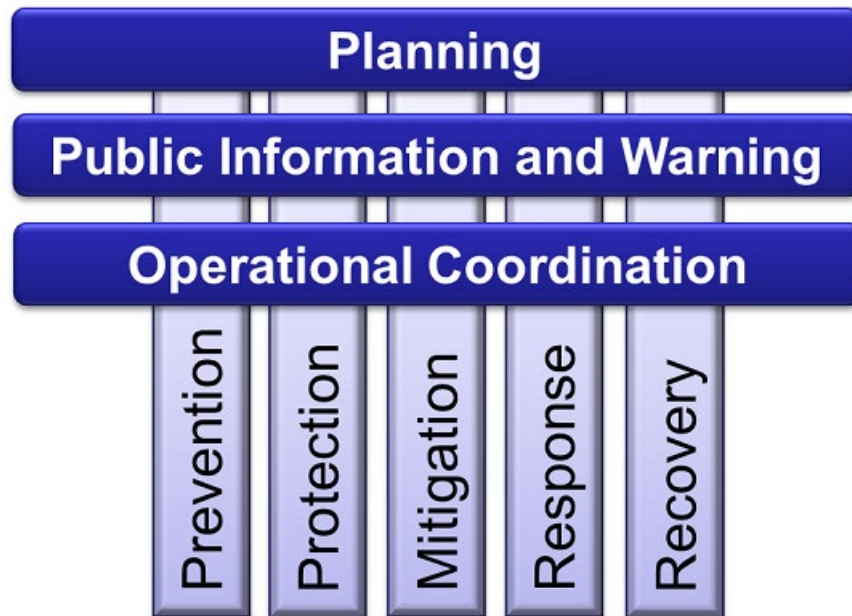 Planning
Public Information and Warning
Operational Coordination
Prevention
Protection
Mitigation
Response
Recovery